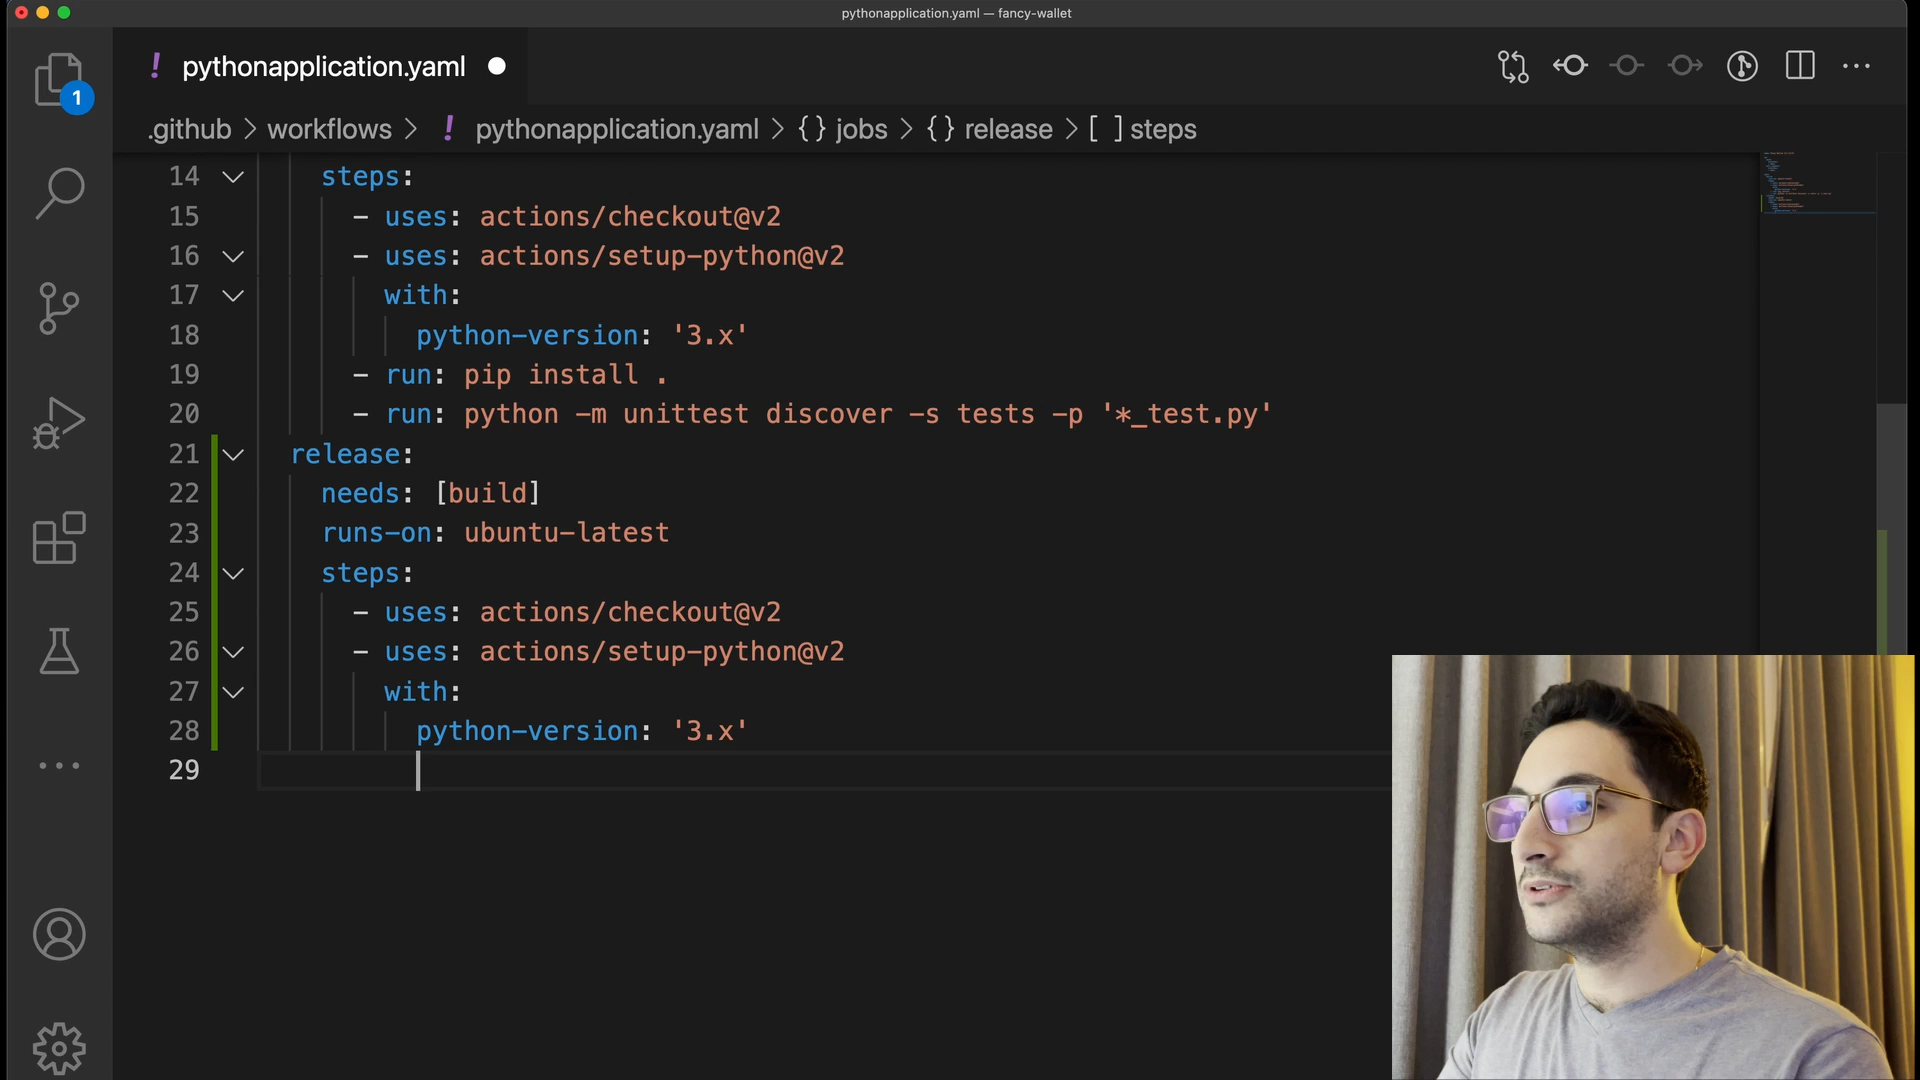 pythonapplication.yaml — fancy-wallet
! pythonapplication.yaml
1
.github > workflows > ! pythonapplication.yaml > {} jobs > {} release > [ ] steps
14 steps:
15 - uses: actions/checkout@v2
16 - uses: actions/setup-python@v2
17 with:
18 python-version: '3.x'
19 - run: pip install .
20 - run: python -m unittest discover -s tests -p '*_test.py'
21 release:
22 needs: [build]
23 runs-on: ubuntu-latest
24 steps:
25 - uses: actions/checkout@v2
26 - uses: actions/setup-python@v2
27 with:
28 python-version: '3.x'
29